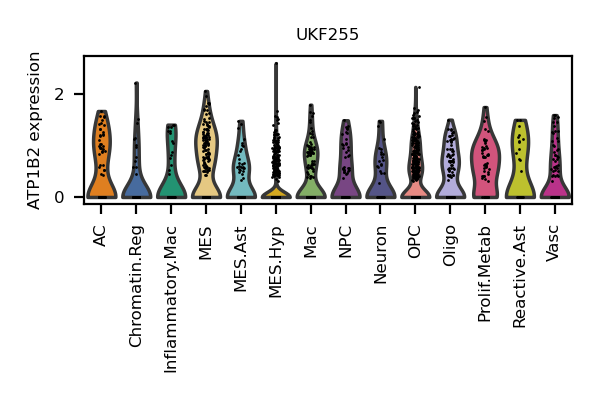 UKF255
ATP1B2 expression
2
0
AC
Chromatin.Reg
Inflammatory.Mac
MES
MES.Ast
MES.Hyp
Mac
NPC
Neuron
OPC
Oligo
Prolif.Metab
Reactive.Ast
Vasc